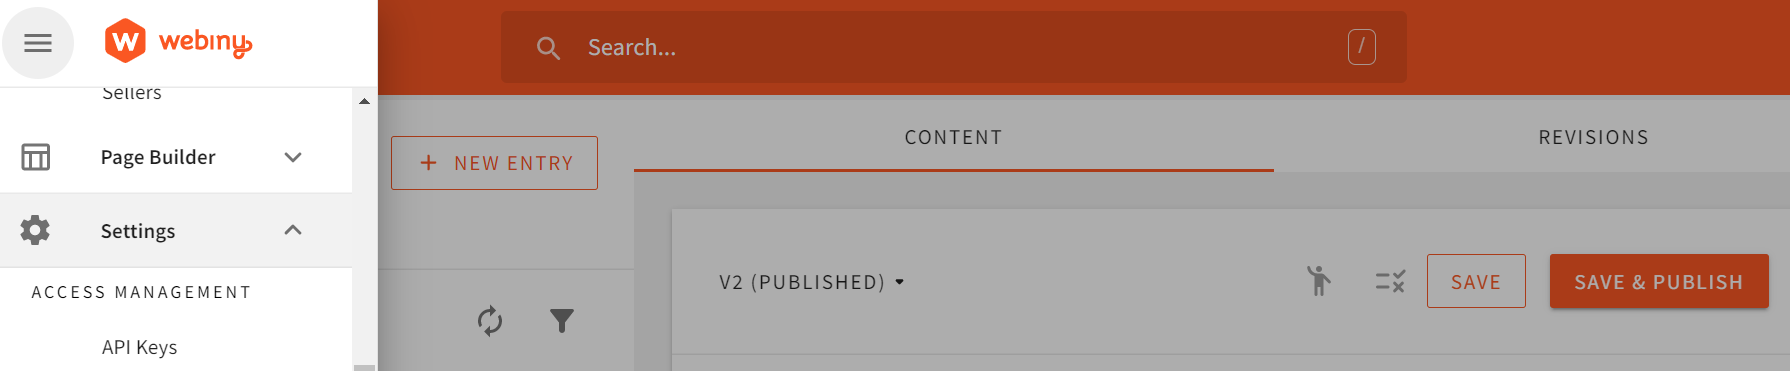 webiny
Search...
/
Sellers
Page Builder
Settings
ACCESS MANAGEMENT
API Keys
+ NEW ENTRY
CONTENT
REVISIONS
V2 (PUBLISHED)
SAVE
SAVE & PUBLISH